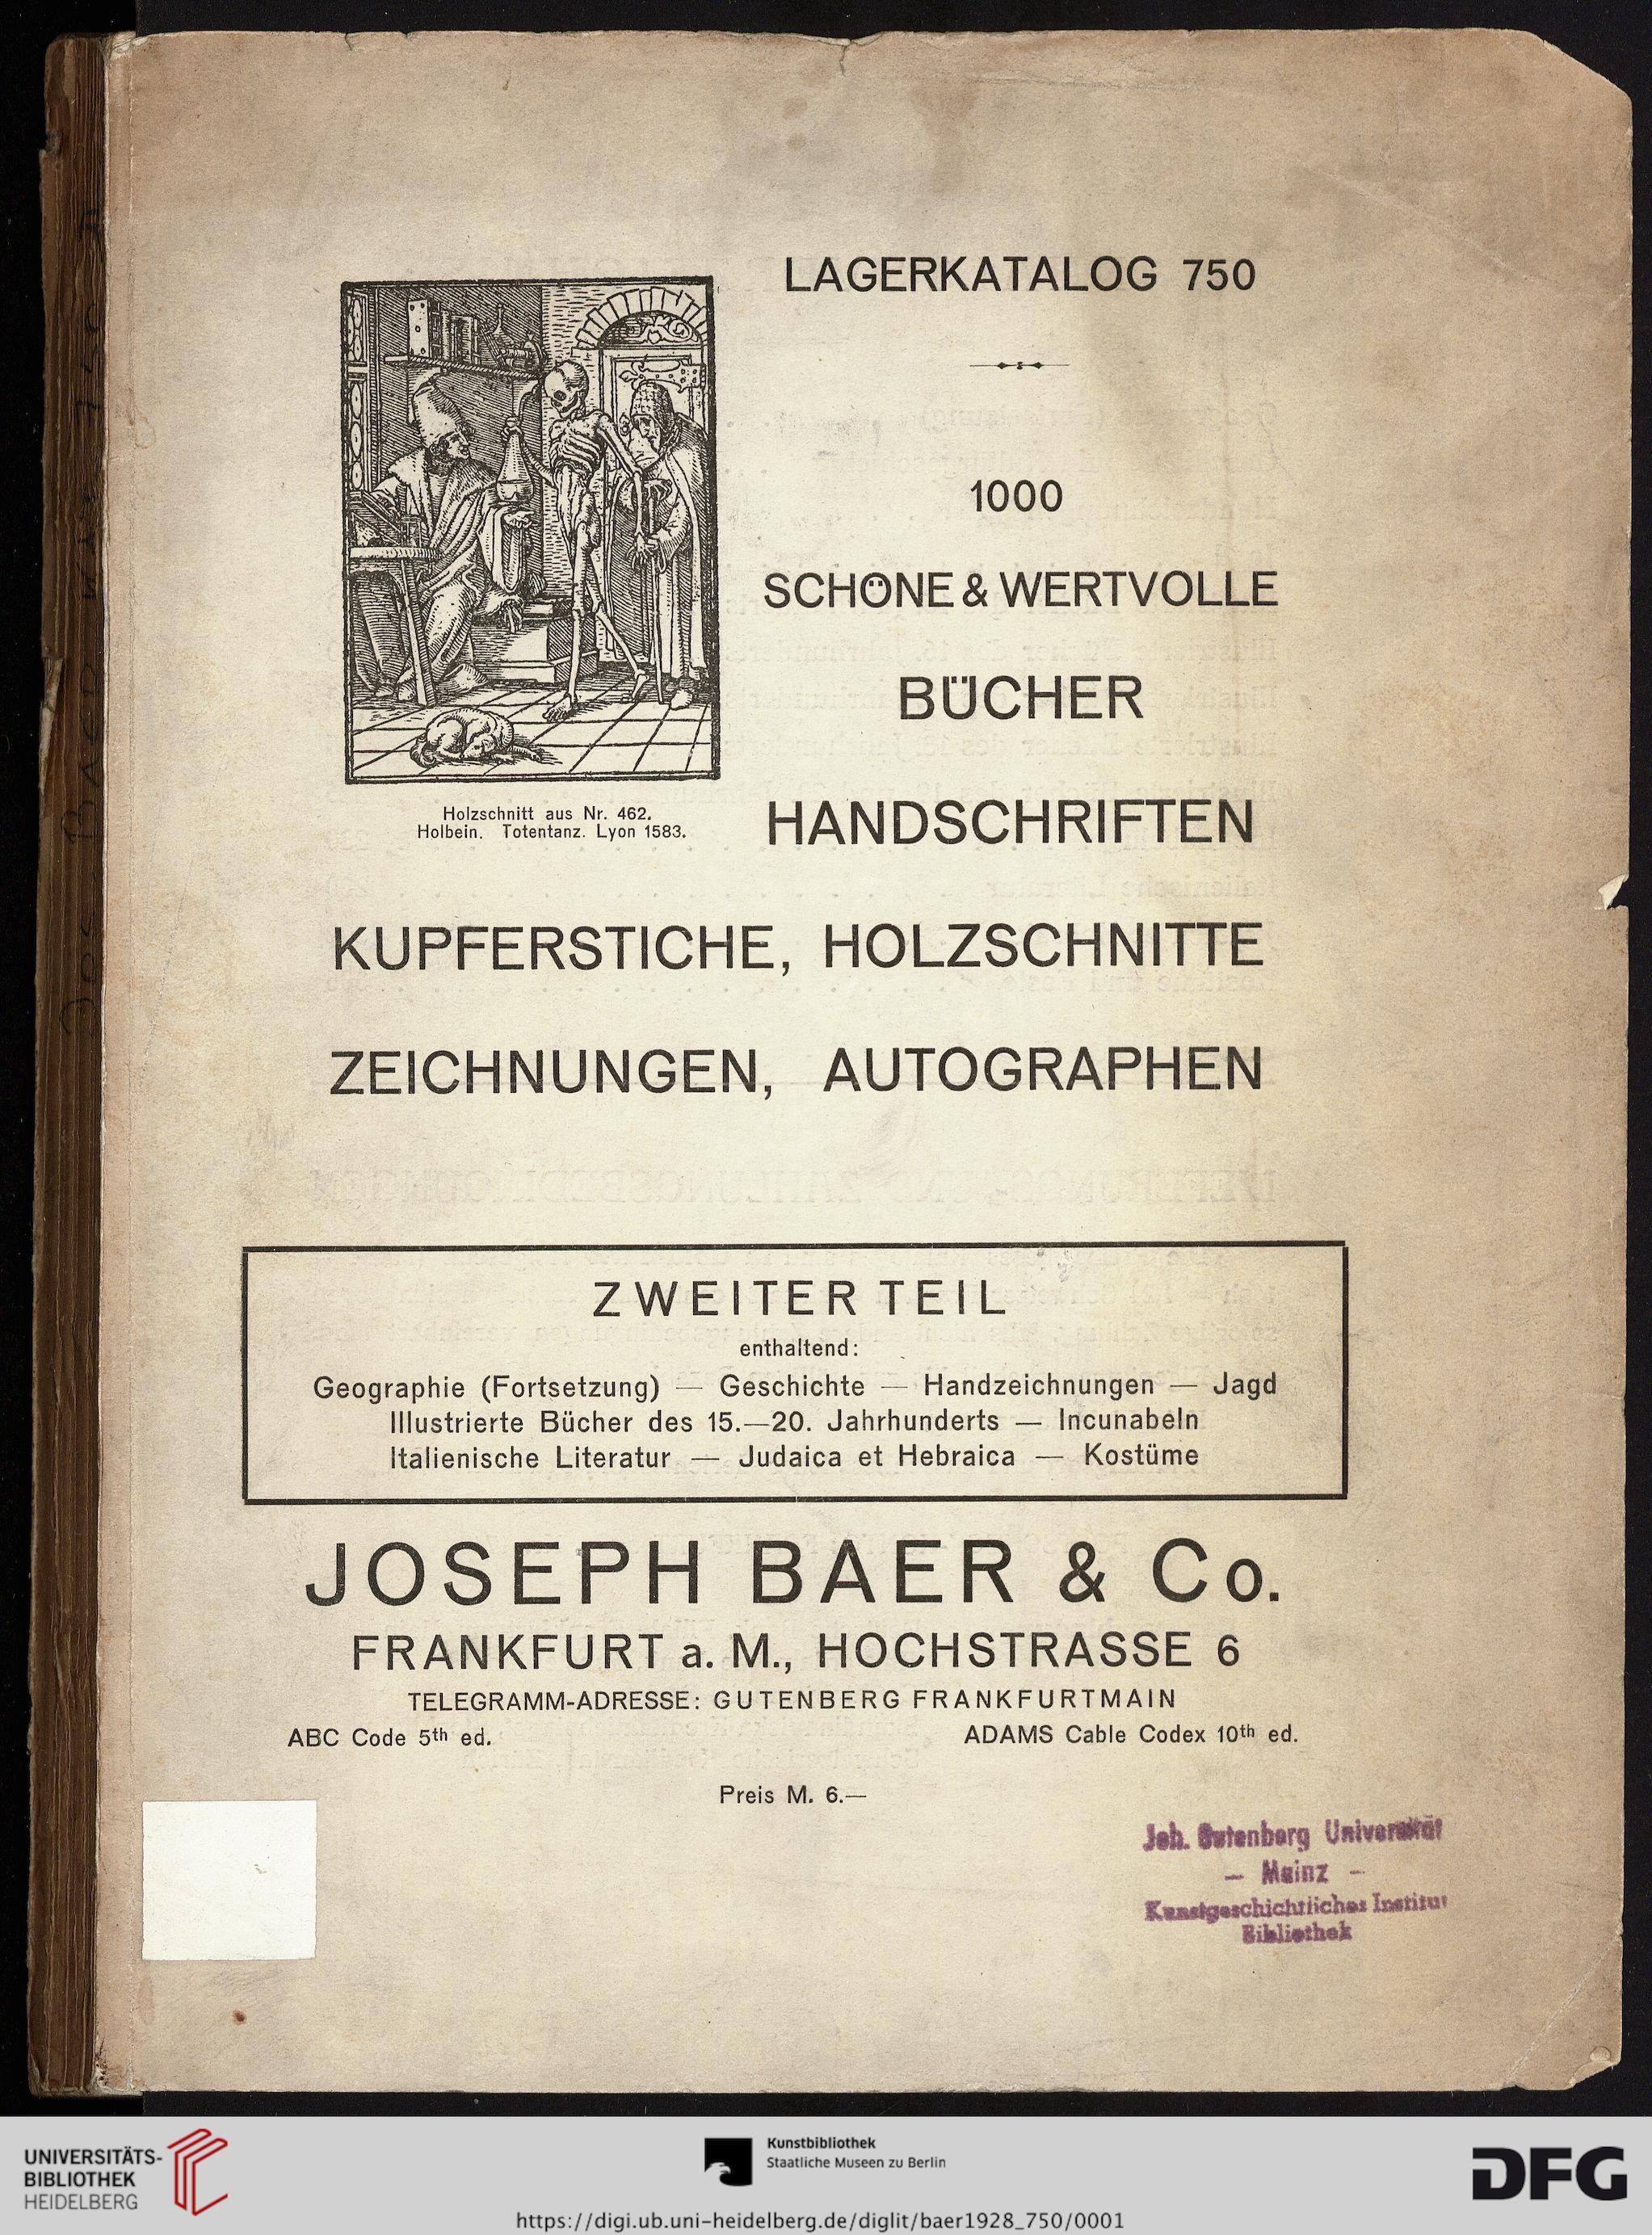 LAGERKATALOG 750
1000
SCHÖNE & WERTVOLLE
BÜCHER
HANDSCHRIFTEN
Holzschnitt aus Nr. 462.
Holbein. Totentanz. Lyon 1583.
KUPFERSTICHE, HOLZSCHNITTE
ZEICHNUNGEN, AUTOGRAPHEN
ZWEITER TEIL
enthaltend:
Geographie (Fortsetzung) — Geschichte — Handzeichnungen — Jagd
Illustrierte Bücher des 15.—20. Jahrhunderts — Incunabeln
Italienische Literatur — Judaica et Hebraica — Kostüme
JOSEPH BAER & Co.
FRANKFURT a. M., HOCHSTRASSE 6
TELEGRAMM-ADRESSE: GUTENBERG FRANKFURTMAIN
ABC Code 5th ed. ADAMS Cable Codex 10th ed.
Preis M. 6.—
Joh. Gutenberg Universität
— Mainz —
Kunstgeschichtliches Institut
Bibliothek
UNIVERSITÄTS-
BIBLIOTHEK
HEIDELBERG
Kunstbibliothek
Staatliche Museen zu Berlin
DFG
https://digi.ub.uni-heidelberg.de/diglit/baer1928_750/0001